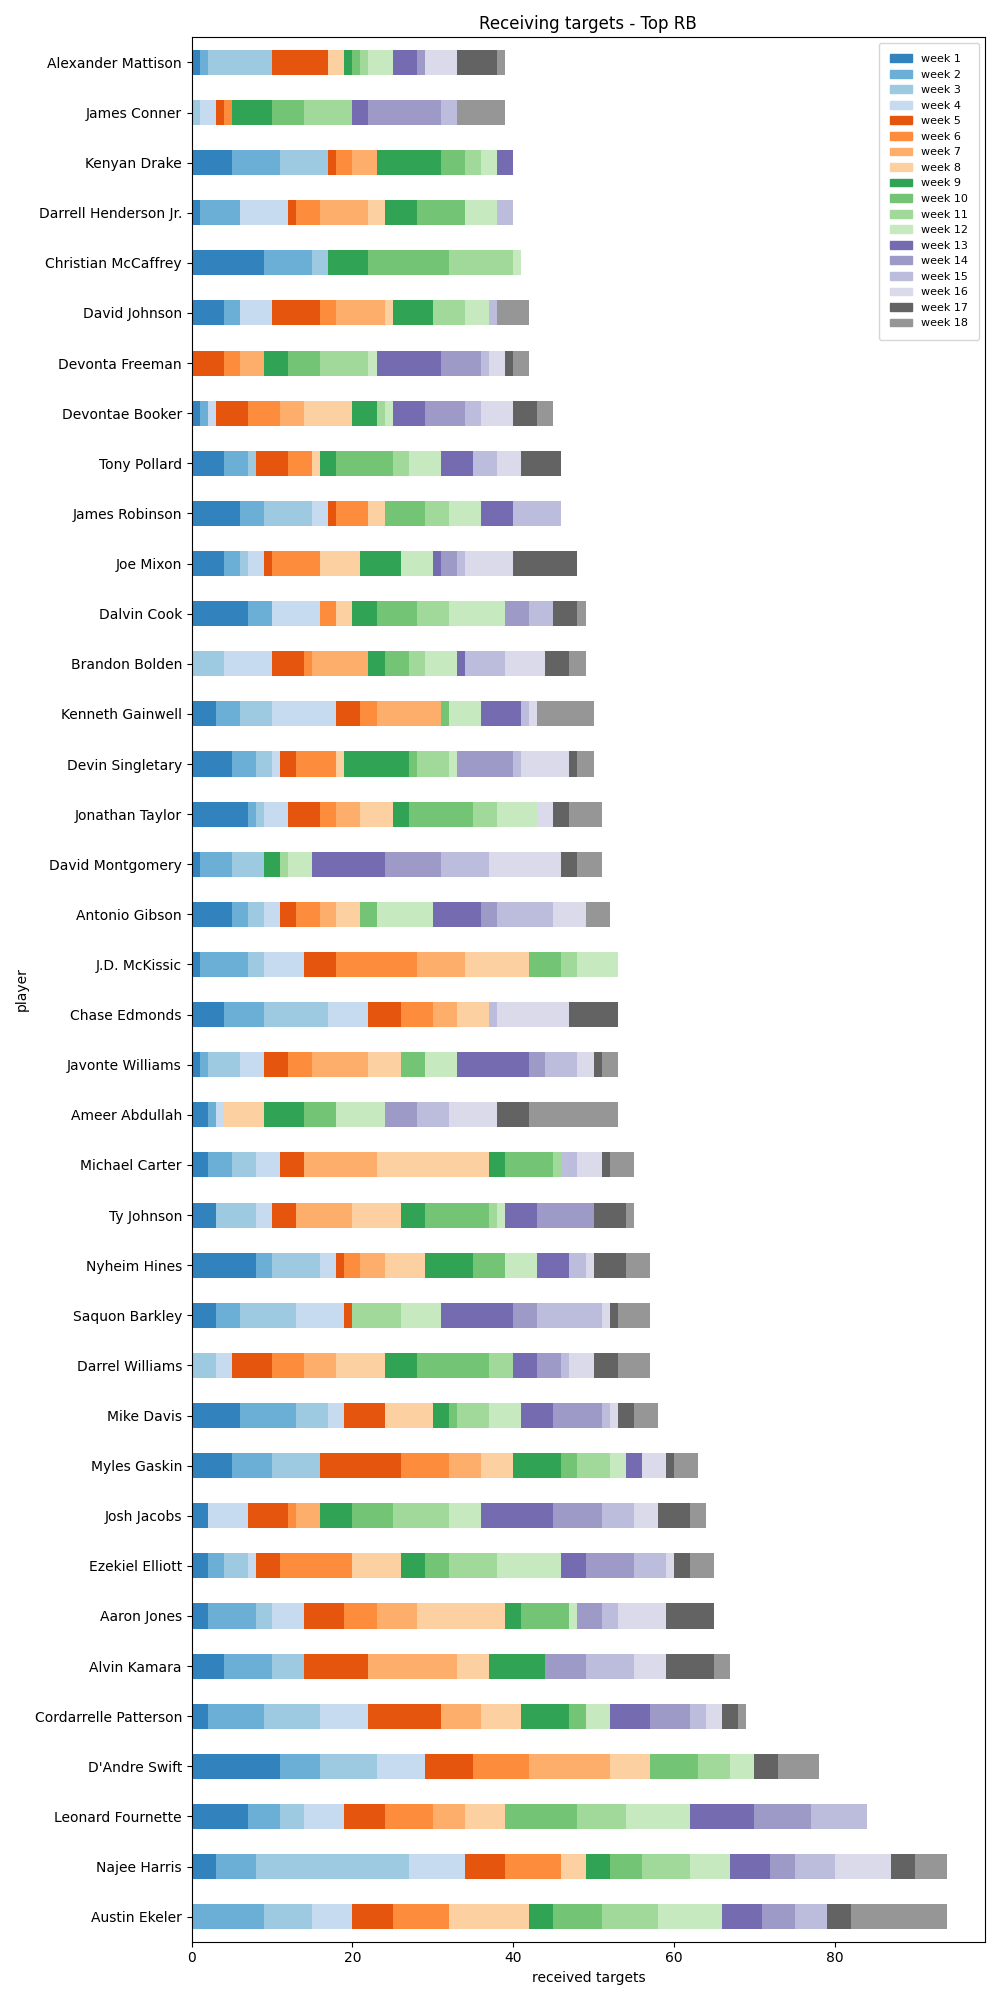 Receiving targets - Top RB
Alexander Mattison
James Conner
Kenyan Drake
Darrell Henderson Jr.
Christian McCaffrey
David Johnson
Devonta Freeman
Devontae Booker
Tony Pollard
James Robinson
Joe Mixon
Dalvin Cook
Brandon Bolden
Kenneth Gainwell
Devin Singletary
Jonathan Taylor
David Montgomery
Antonio Gibson
J.D. McKissic
Chase Edmonds
Javonte Williams
Ameer Abdullah
Michael Carter
Ty Johnson
Nyheim Hines
Saquon Barkley
Darrel Williams
Mike Davis
Myles Gaskin
Josh Jacobs
Ezekiel Elliott
Aaron Jones
Alvin Kamara
Cordarrelle Patterson
D'Andre Swift
Leonard Fournette
Najee Harris
Austin Ekeler
player
week 1
week 2
week 3
week 4
week 5
week 6
week 7
week 8
week 9
week 10
week 11
week 12
week 13
week 14
week 15
week 16
week 17
week 18
0 20 40 60 80
received targets